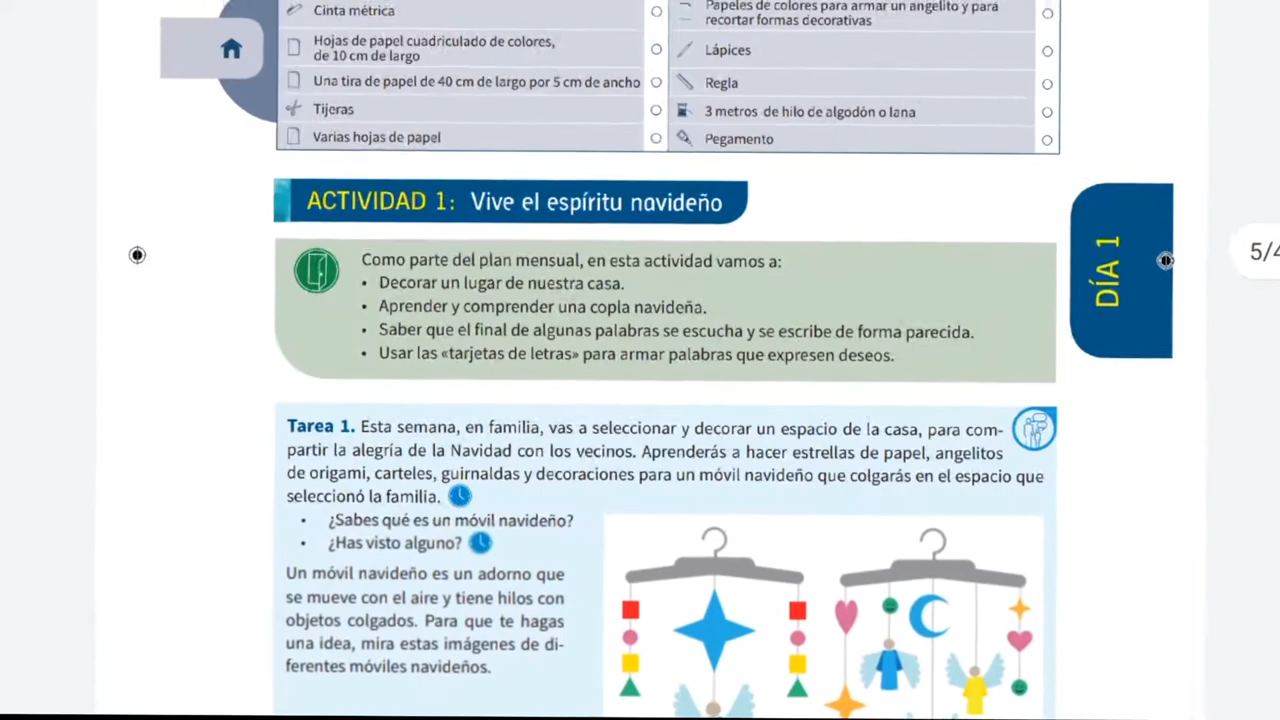 Cinta métrica
Hojas de papel cuadriculado de colores,
de 10 cm de largo
Una tira de papel de 40 cm de largo por 5 cm de ancho
Tijeras
Varias hojas de papel
Papeles de colores para armar un angelito y para
recortar formas decorativas
Lápices
Regla
3 metros de hilo de algodón o lana
Pegamento
ACTIVIDAD 1: Vive el espíritu navideño
DÍA 1
5/4
Como parte del plan mensual, en esta actividad vamos a:
• Decorar un lugar de nuestra casa.
• Aprender y comprender una copla navideña.
• Saber que el final de algunas palabras se escucha y se escribe de forma parecida.
• Usar las «tarjetas de letras» para armar palabras que expresen deseos.
Tarea 1. Esta semana, en familia, vas a seleccionar y decorar un espacio de la casa, para com-
partir la alegría de la Navidad con los vecinos. Aprenderás a hacer estrellas de papel, angelitos
de origami, carteles, guirnaldas y decoraciones para un móvil navideño que colgarás en el espacio que
seleccionó la familia.
• ¿Sabes qué es un móvil navideño?
• ¿Has visto alguno?
Un móvil navideño es un adorno que
se mueve con el aire y tiene hilos con
objetos colgados. Para que te hagas
una idea, mira estas imágenes de di-
ferentes móviles navideños.